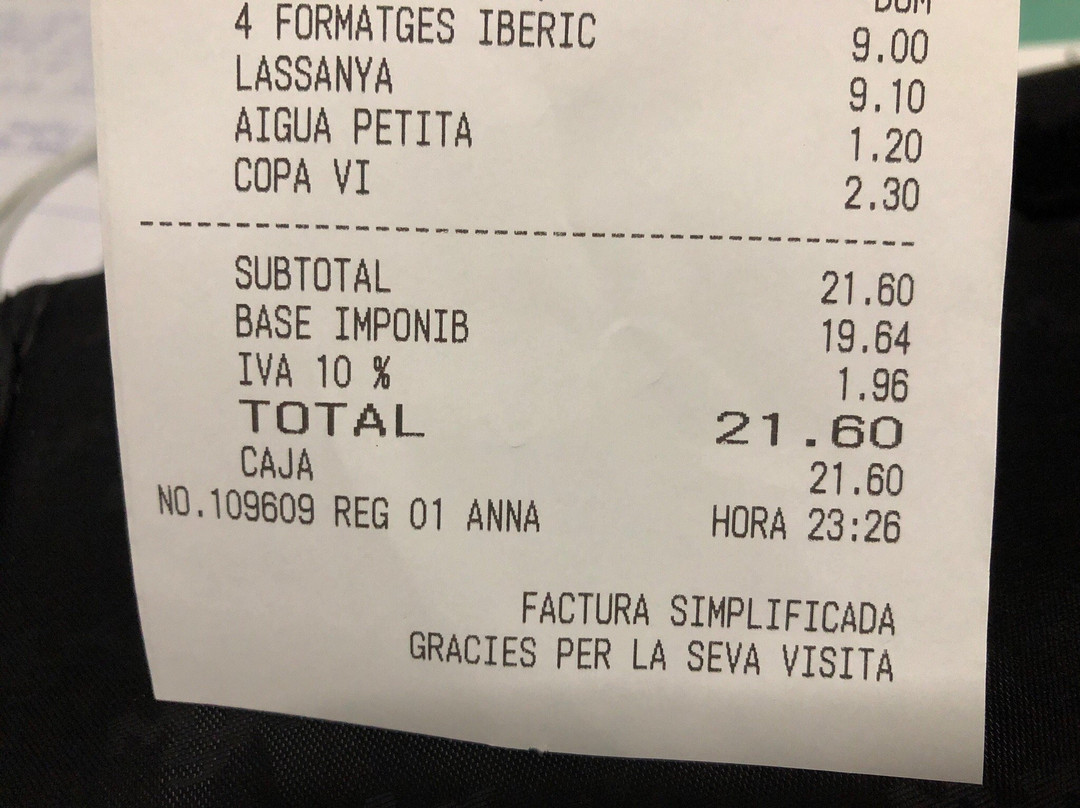 DOM
4 FORMATGES IBERIC 9.00
LASSANYA 9.10
AIGUA PETITA 1.20
COPA VI 2.30
SUBTOTAL 21.60
BASE IMPONIB 19.64
IVA 10 % 1.96
TOTAL 21.60
CAJA 21.60
NO.109609 REG 01 ANNA HORA 23:26
FACTURA SIMPLIFICADA
GRACIES PER LA SEVA VISITA